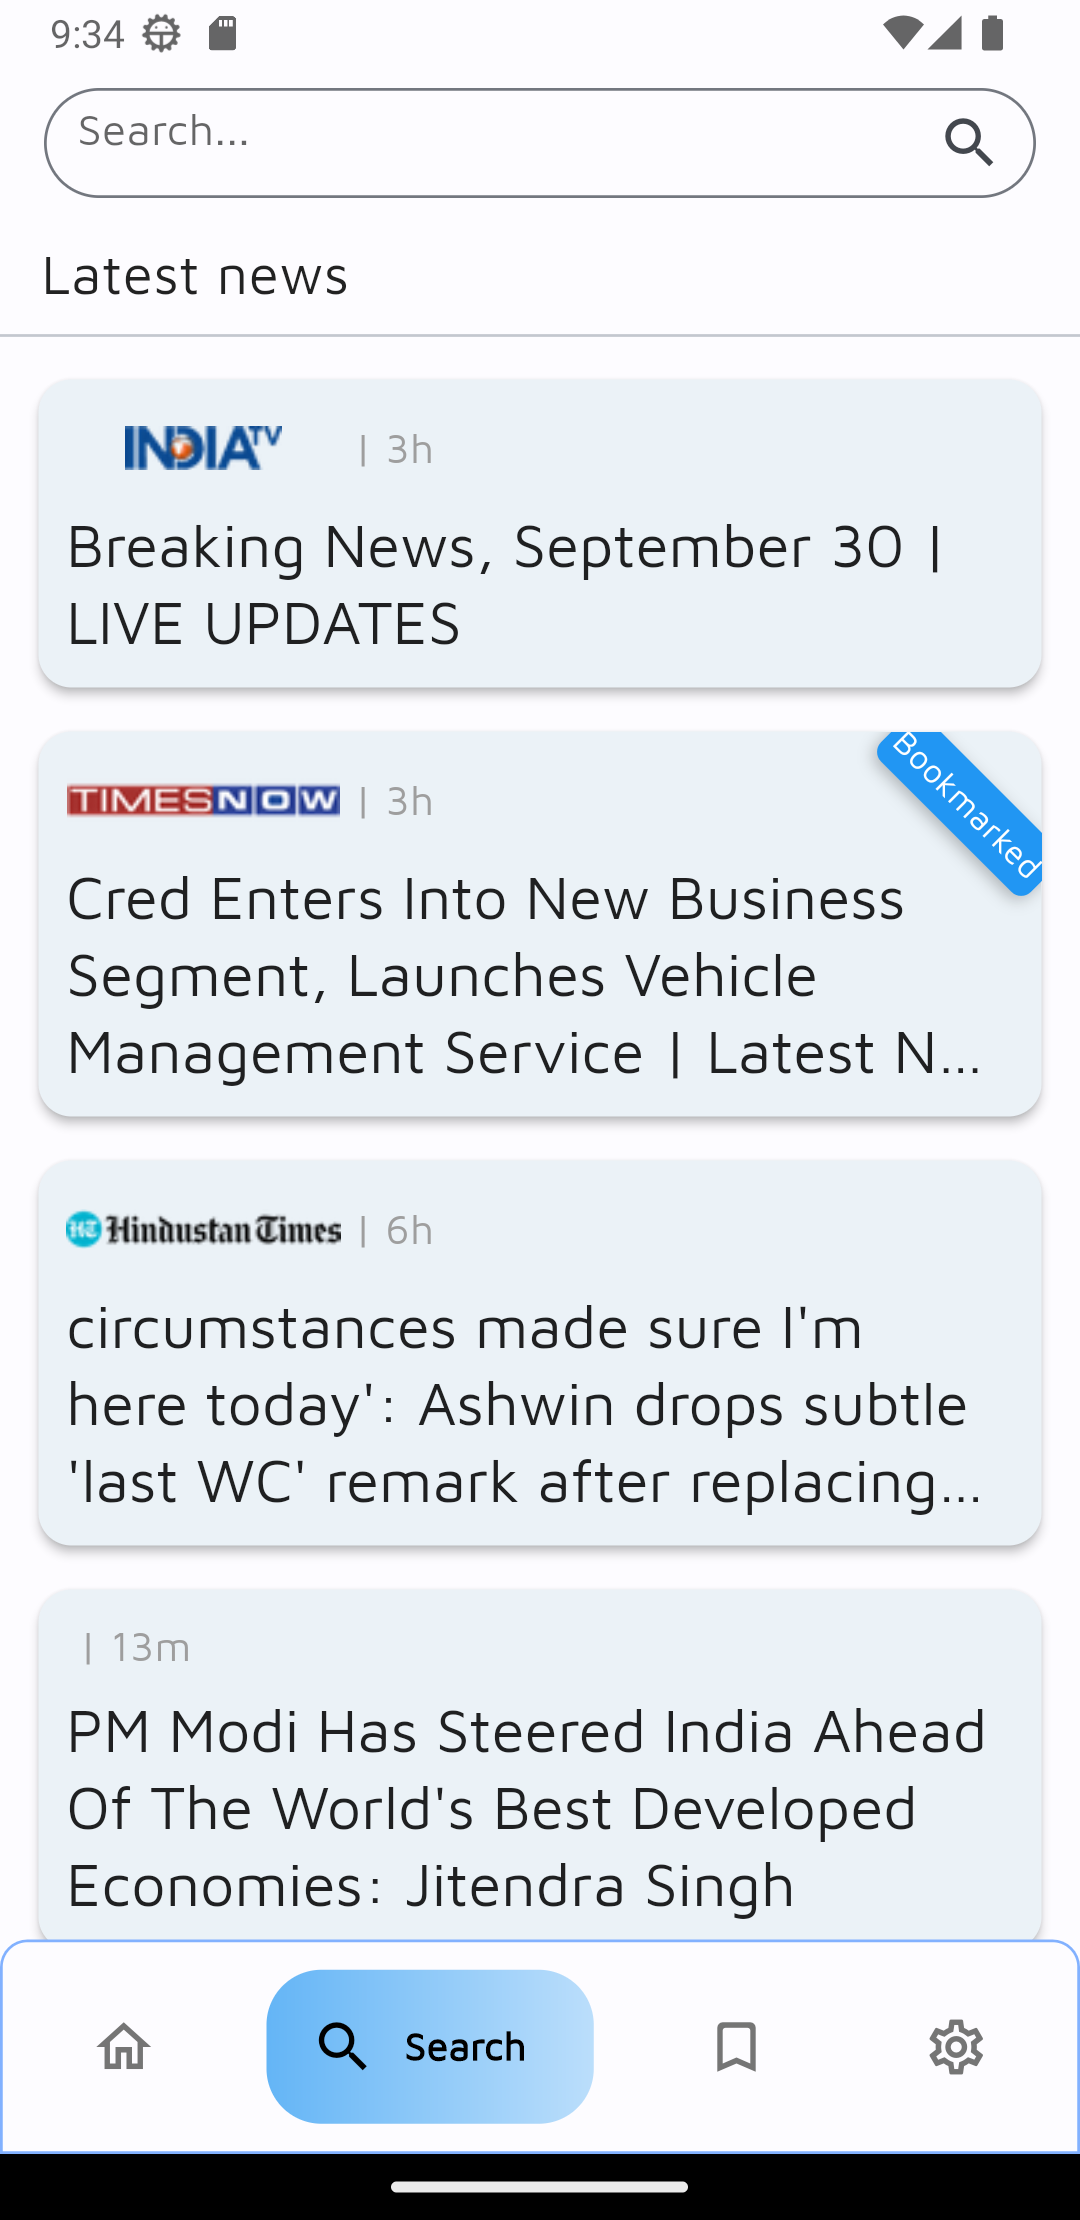 9:34
Search...
Latest news
INDIA TV | 3h
Breaking News, September 30 |
LIVE UPDATES
Bookmarked
TIMES NOW | 3h
Cred Enters Into New Business
Segment, Launches Vehicle
Management Service | Latest N...
HT Hindustan Times | 6h
circumstances made sure I'm
here today': Ashwin drops subtle
'last WC' remark after replacing...
| 13m
PM Modi Has Steered India Ahead
Of The World's Best Developed
Economies: Jitendra Singh
Search